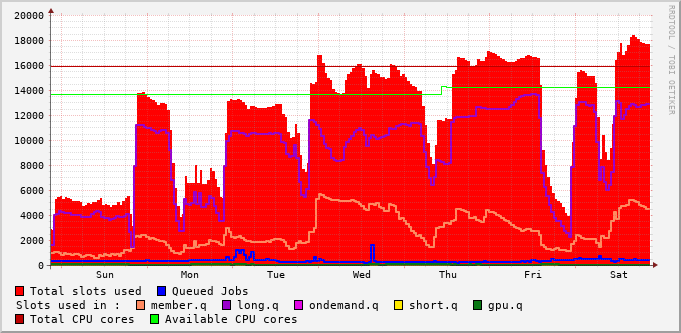 20000
18000
16000
14000
12000
10000
8000
6000
4000
2000
0
Sun Mon Tue Wed Thu Fri Sat
RRDTOOL / TOBI OETIKER
Total slots used Queued Jobs
Slots used in : member.q long.q ondemand.q short.q gpu.q
Total CPU cores Available CPU cores